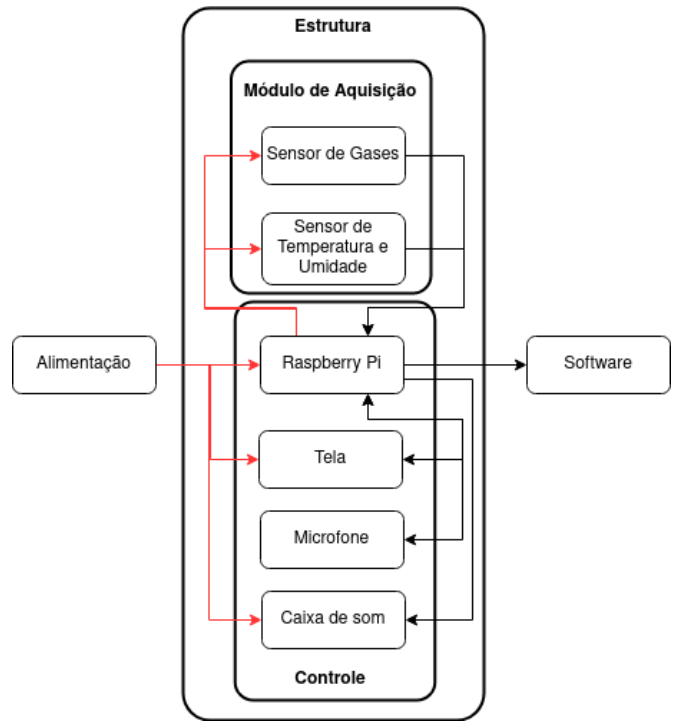 Estrutura
Módulo de Aquisição
Sensor de Gases
Sensor de
Temperatura e
Umidade
Alimentação
Raspberry Pi
Software
Tela
Microfone
Caixa de som
Controle